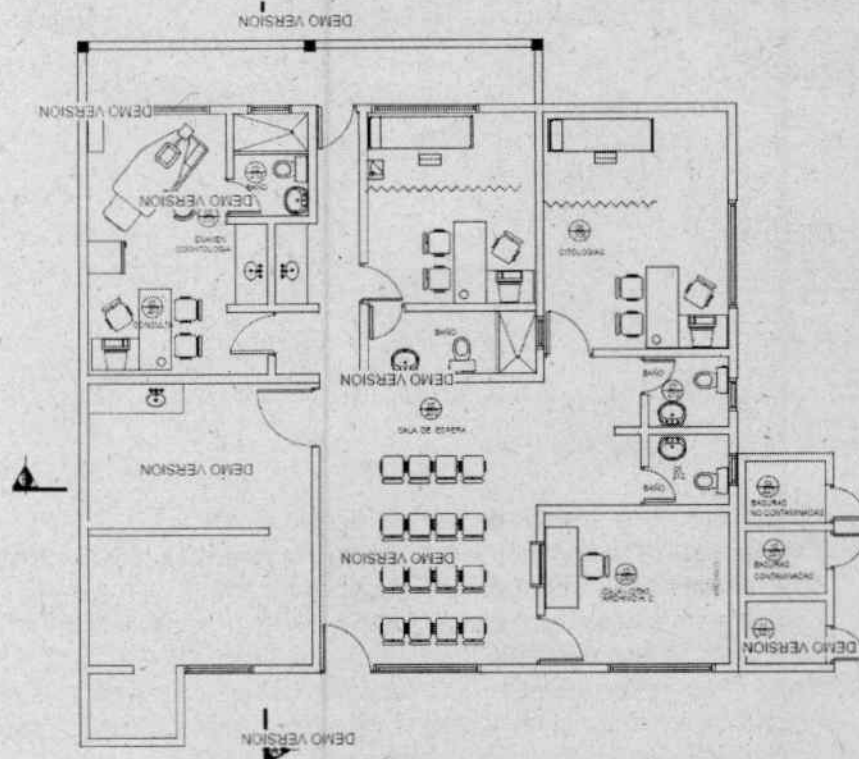 DEMO VERSION
DEMO VERSION
DEMO VERSION
BAÑO
EXAMEN
ODONTOLOGIA
CITOLOGIAS
CONSULTA
BAÑO
DEMO VERSION
BAÑO
SALA DE ESPERA
DEMO VERSION
BAÑO
BASURAS
NO CONTAMINADAS
DEMO VERSION
BASURAS
CONTAMINADAS
ARCHIVO
DEMO VERSION
DEMO VERSION